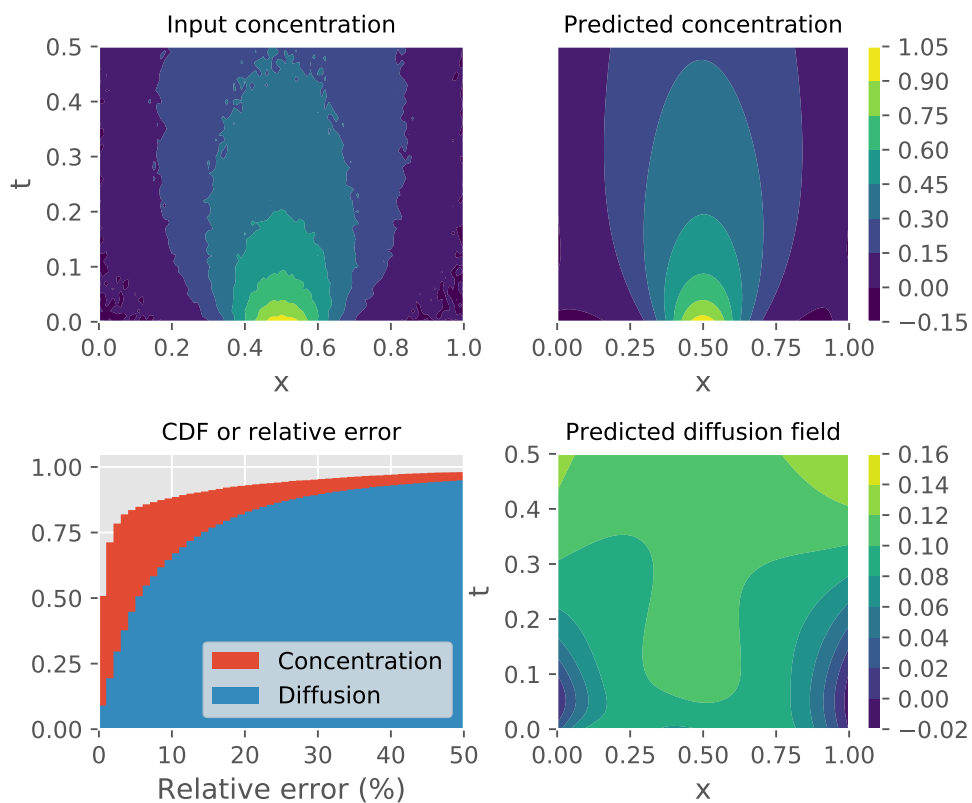 Input concentration
Predicted concentration
0.5
0.4
0.3
0.2
0.1
0.0
t
0.0 0.2 0.4 0.6 0.8 1.0
x
0.00 0.25 0.50 0.75 1.00
x
1.05
0.90
0.75
0.60
0.45
0.30
0.15
0.00
−0.15
CDF or relative error
Predicted diffusion field
1.00
0.75
0.50
0.25
0.00
Concentration
Diffusion
0 10 20 30 40 50
Relative error (%)
0.5
0.4
0.3
0.2
0.1
0.0
t
0.00 0.25 0.50 0.75 1.00
x
0.16
0.14
0.12
0.10
0.08
0.06
0.04
0.02
0.00
−0.02